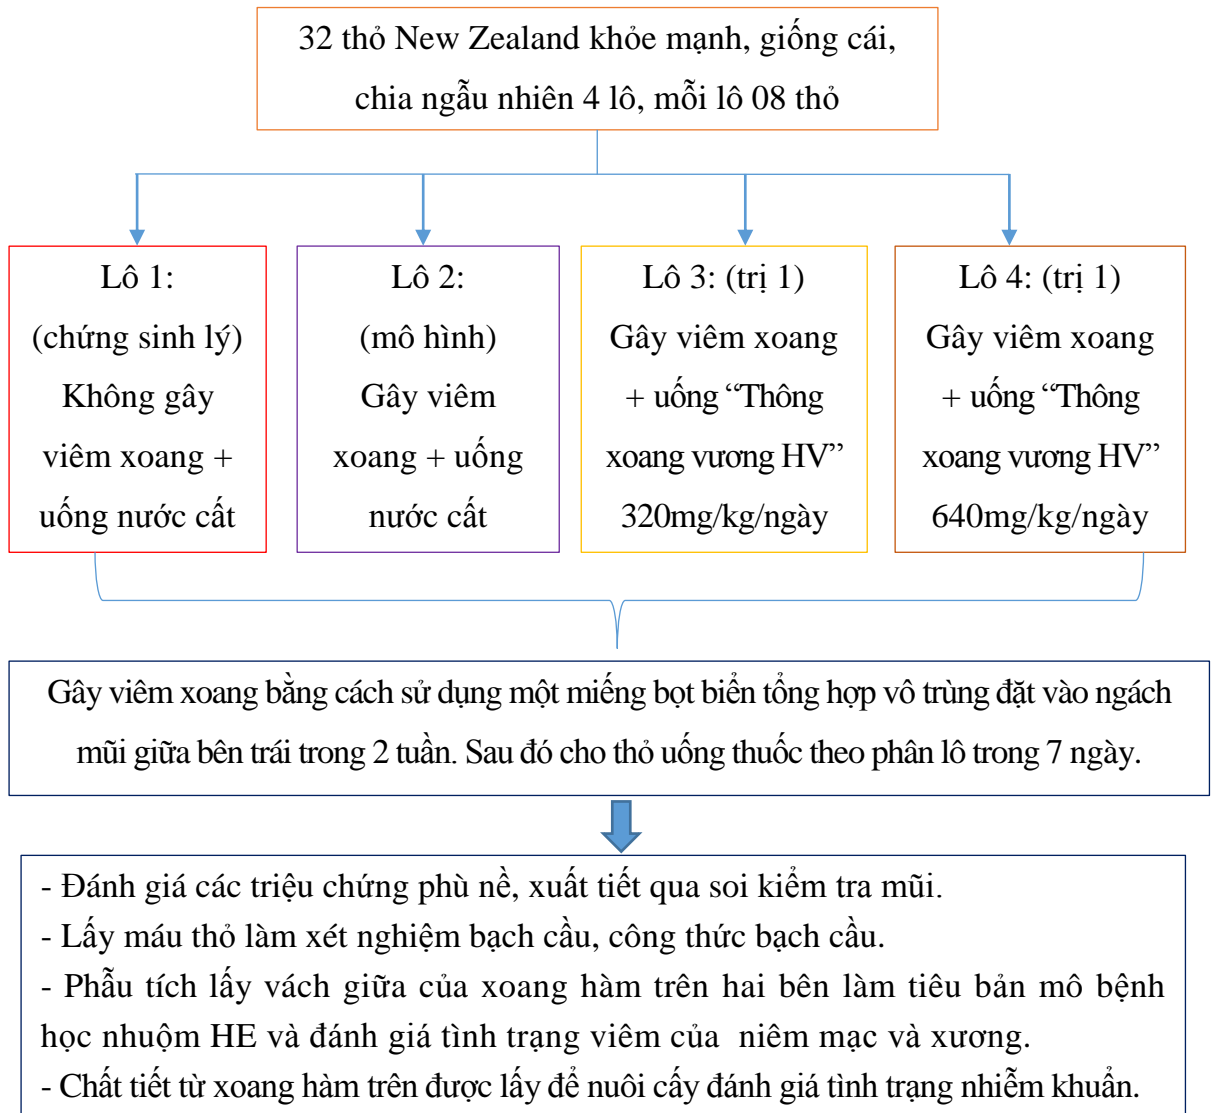 32 thỏ New Zealand khỏe mạnh, giống cái,
chia ngẫu nhiên 4 lô, mỗi lô 08 thỏ
Lô 1:
(chứng sinh lý)
Không gây
viêm xoang +
uống nước cất
Lô 2:
(mô hình)
Gây viêm
xoang + uống
nước cất
Lô 3: (trị 1)
Gây viêm xoang
+ uống “Thông
xoang vương HV”
320mg/kg/ngày
Lô 4: (trị 1)
Gây viêm xoang
+ uống “Thông
xoang vương HV”
640mg/kg/ngày
Gây viêm xoang bằng cách sử dụng một miếng bọt biển tổng hợp vô trùng đặt vào ngách
mũi giữa bên trái trong 2 tuần. Sau đó cho thỏ uống thuốc theo phân lô trong 7 ngày.
- Đánh giá các triệu chứng phù nề, xuất tiết qua soi kiểm tra mũi.
- Lấy máu thỏ làm xét nghiệm bạch cầu, công thức bạch cầu.
- Phẫu tích lấy vách giữa của xoang hàm trên hai bên làm tiêu bản mô bệnh
học nhuộm HE và đánh giá tình trạng viêm của niêm mạc và xương.
- Chất tiết từ xoang hàm trên được lấy để nuôi cấy đánh giá tình trạng nhiễm khuẩn.